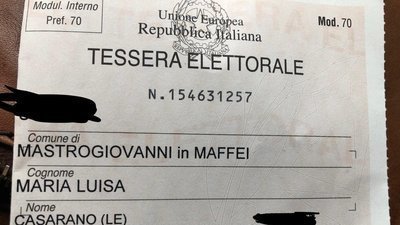 Modul. Interno
Pref. 70
Unione Europea
Repubblica Italiana
Mod. 70
TESSERA ELETTORALE
N.154631257
Comune di
MASTROGIOVANNI in MAFFEI
Cognome
MARIA LUISA
Nome
CASARANO (LE)